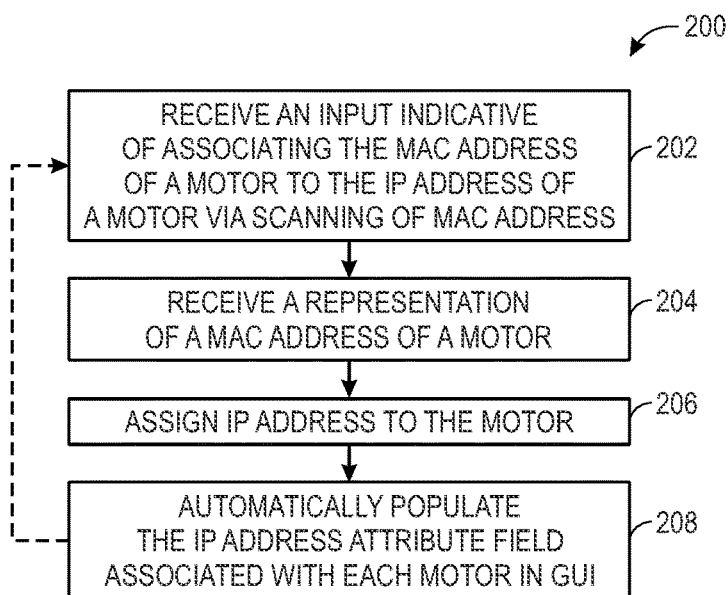 200
RECEIVE AN INPUT INDICATIVE
OF ASSOCIATING THE MAC ADDRESS
OF A MOTOR TO THE IP ADDRESS OF
A MOTOR VIA SCANNING OF MAC ADDRESS
202
RECEIVE A REPRESENTATION
OF A MAC ADDRESS OF A MOTOR
204
ASSIGN IP ADDRESS TO THE MOTOR
206
AUTOMATICALLY POPULATE
THE IP ADDRESS ATTRIBUTE FIELD
ASSOCIATED WITH EACH MOTOR IN GUI
208